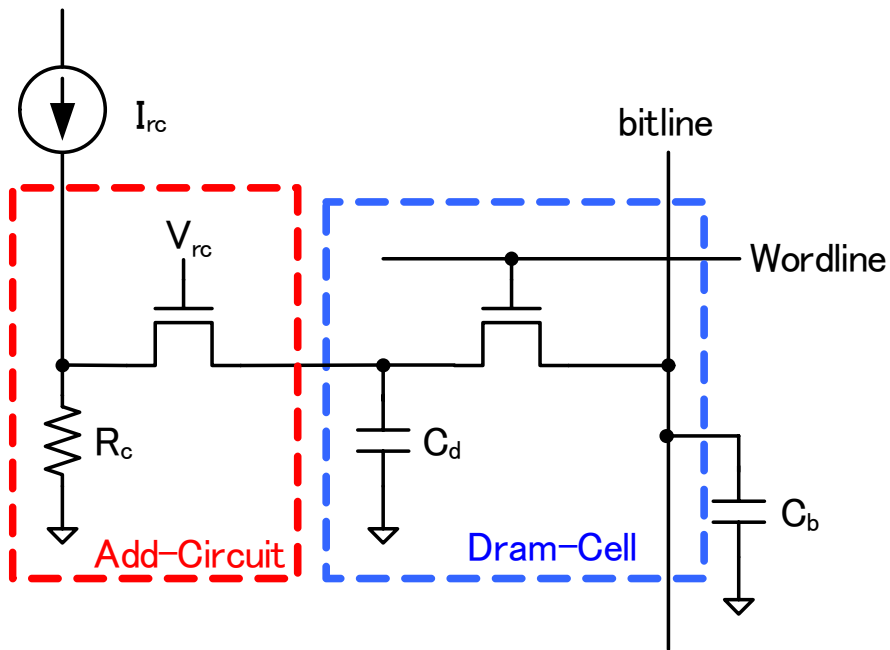 I_rc
bitline
V_rc
Wordline
R_c
C_d
C_b
Add-Circuit
Dram-Cell